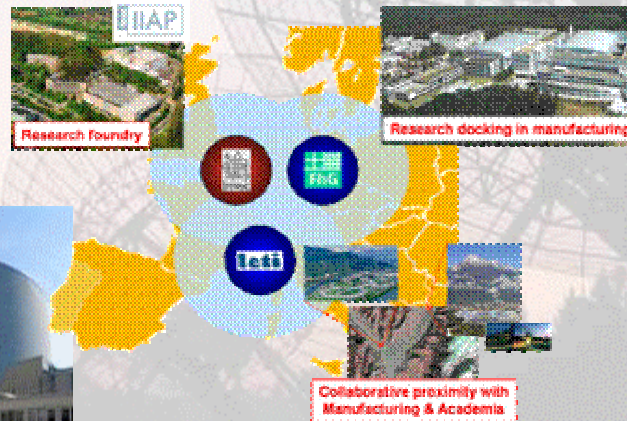 IIAP
Research foundry
Research docking in manufacturing
FhG
leti
Collaborative proximity with
Manufacturing & Academia